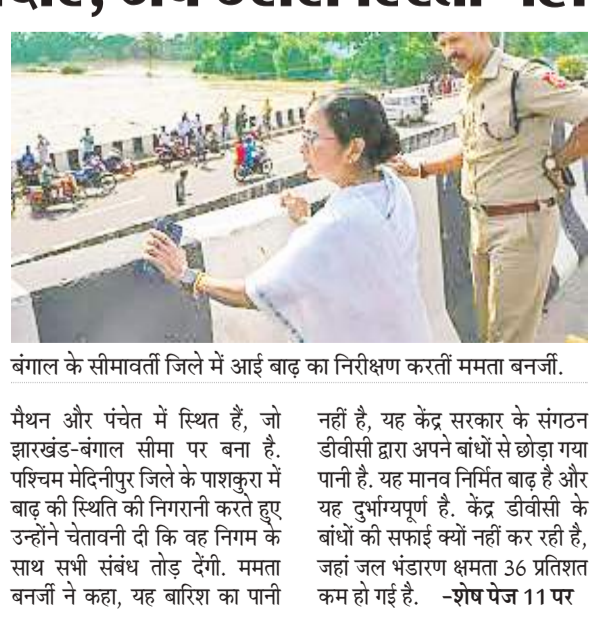 बंगाल के सीमावर्ती जिले में आई बाढ़ का निरीक्षण करतीं ममता बनर्जी.
मैथन और पंचेत में स्थित हैं, जो
झारखंड-बंगाल सीमा पर बना है.
पश्चिम मेदिनीपुर जिले के पाशकुरा में
बाढ़ की स्थिति की निगरानी करते हुए
उन्होंने चेतावनी दी कि वह निगम के
साथ सभी संबंध तोड़ देंगी. ममता
बनर्जी ने कहा, यह बारिश का पानी
नहीं है, यह केंद्र सरकार के संगठन
डीवीसी द्वारा अपने बांधों से छोड़ा गया
पानी है. यह मानव निर्मित बाढ़ है और
यह दुर्भाग्यपूर्ण है. केंद्र डीवीसी के
बांधों की सफाई क्यों नहीं कर रही है,
जहां जल भंडारण क्षमता 36 प्रतिशत
कम हो गई है. -शेष पेज 11 पर